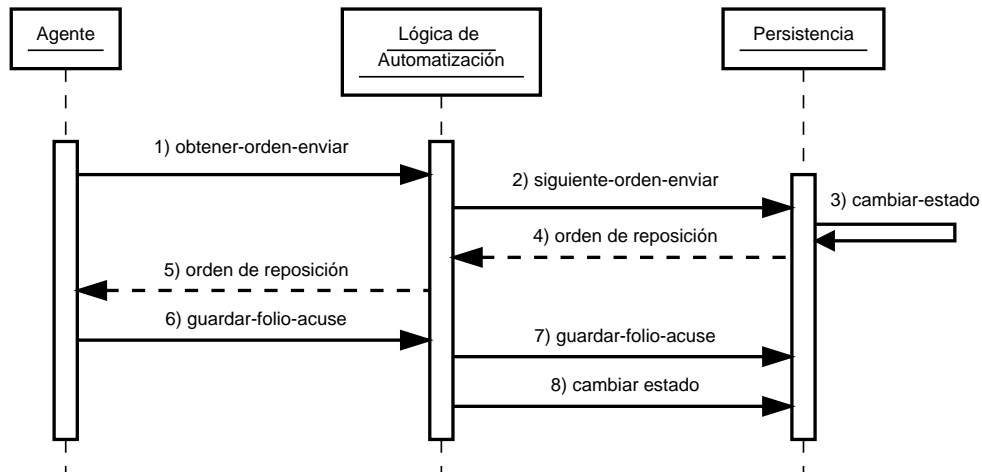 Agente
Lógica de
Automatización
Persistencia
1) obtener-orden-enviar
2) siguiente-orden-enviar
3) cambiar-estado
4) orden de reposición
5) orden de reposición
6) guardar-folio-acuse
7) guardar-folio-acuse
8) cambiar estado